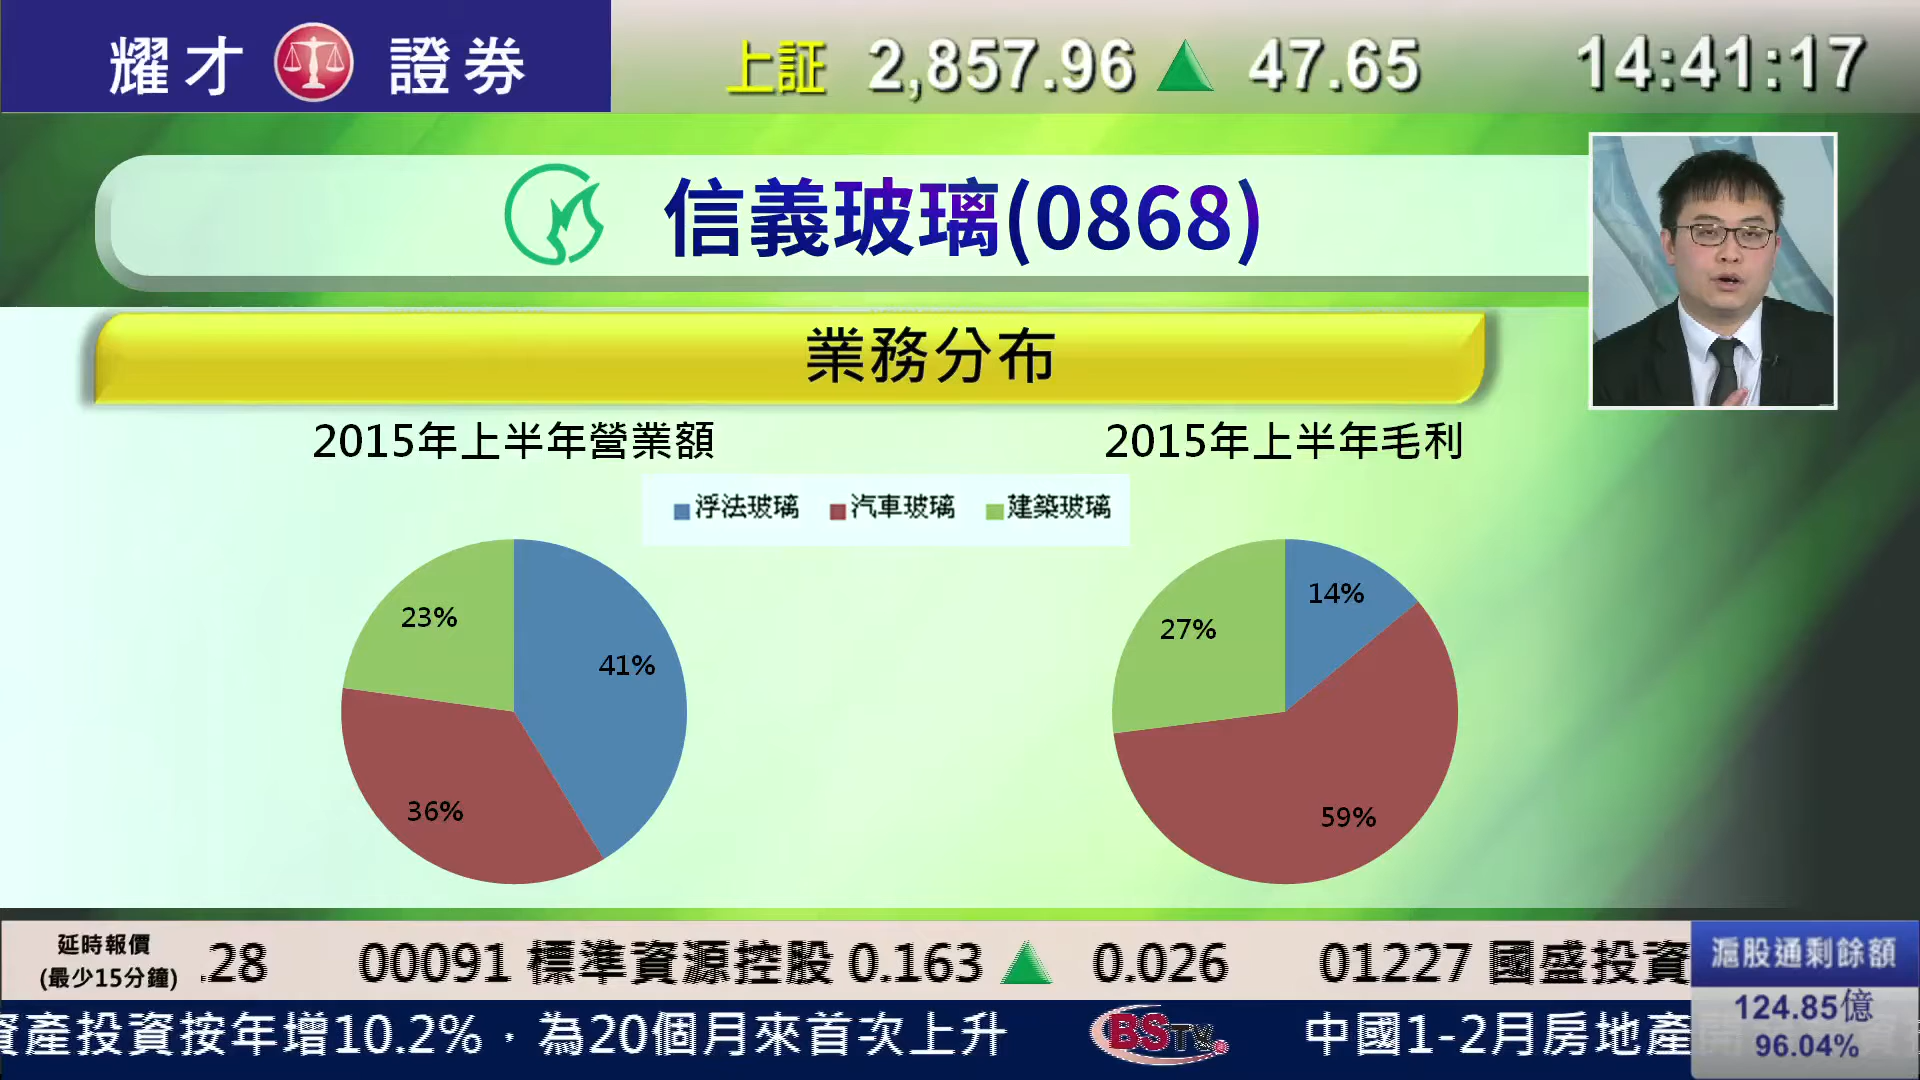 耀才 證券
上証 2,857.96 ▲ 47.65
14:41:17
信義玻璃(0868)
業務分布
2015年上半年營業額
2015年上半年毛利
浮法玻璃 汽車玻璃 建築玻璃
23%
41%
36%
14%
27%
59%
延時報價
(最少15分鐘)
.28 00091 標準資源控股 0.163 ▲ 0.026 01227 國盛投資
滬股通剩餘額
124.85億
96.04%
資產投資按年增10.2%，為20個月來首次上升 BSTV 中國1-2月房地產